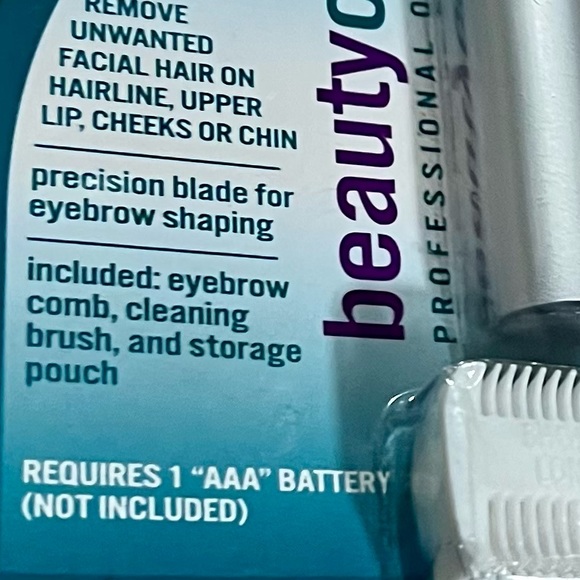 REMOVE
UNWANTED
FACIAL HAIR ON
HAIRLINE, UPPER
LIP, CHEEKS OR CHIN
precision blade for
eyebrow shaping
included: eyebrow
comb, cleaning
brush, and storage
pouch
REQUIRES 1 “AAA” BATTERY
(NOT INCLUDED)
beauty
PROFESSIONAL